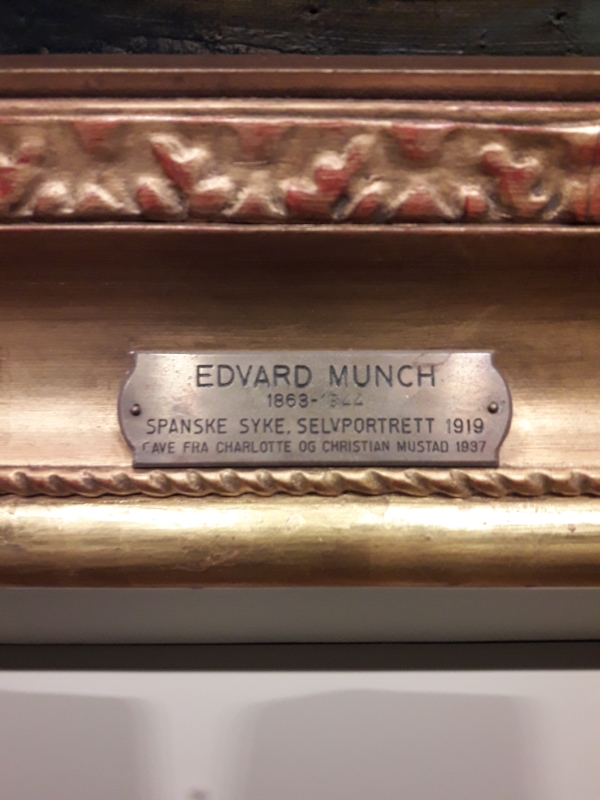 EDVARD MUNCH
1863-1944
SPANSKE SYKE. SELVPORTRETT 1919
GAVE FRA CHARLOTTE OG CHRISTIAN MUSTAD 1937